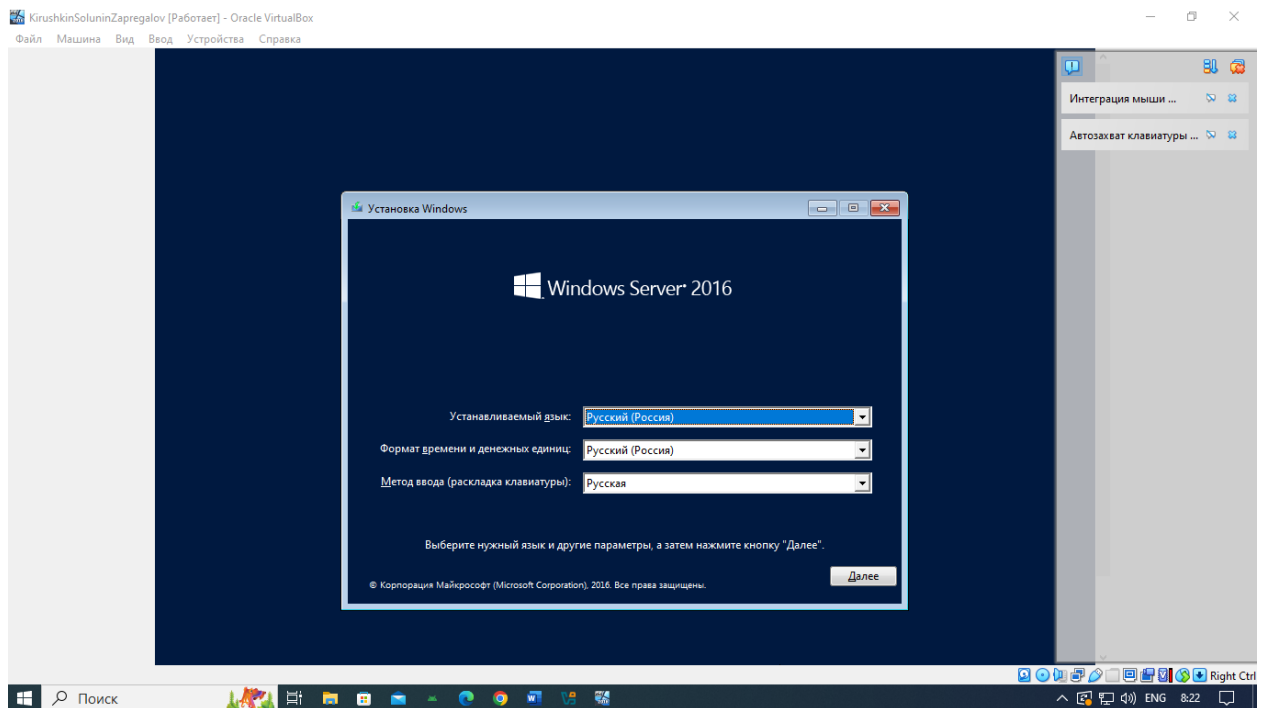 KirushkinSoluninZapregalov [Работает] - Oracle VirtualBox
Файл Машина Вид Ввод Устройства Справка
Интеграция мыши ...
Автозахват клавиатуры ...
Установка Windows
Windows Server 2016
Устанавливаемый язык: Русский (Россия)
Формат времени и денежных единиц: Русский (Россия)
Метод ввода (раскладка клавиатуры): Русская
Выберите нужный язык и другие параметры, а затем нажмите кнопку "Далее".
Далее
© Корпорация Майкрософт (Microsoft Corporation), 2016. Все права защищены.
Right Ctrl
Поиск
ENG 8:22